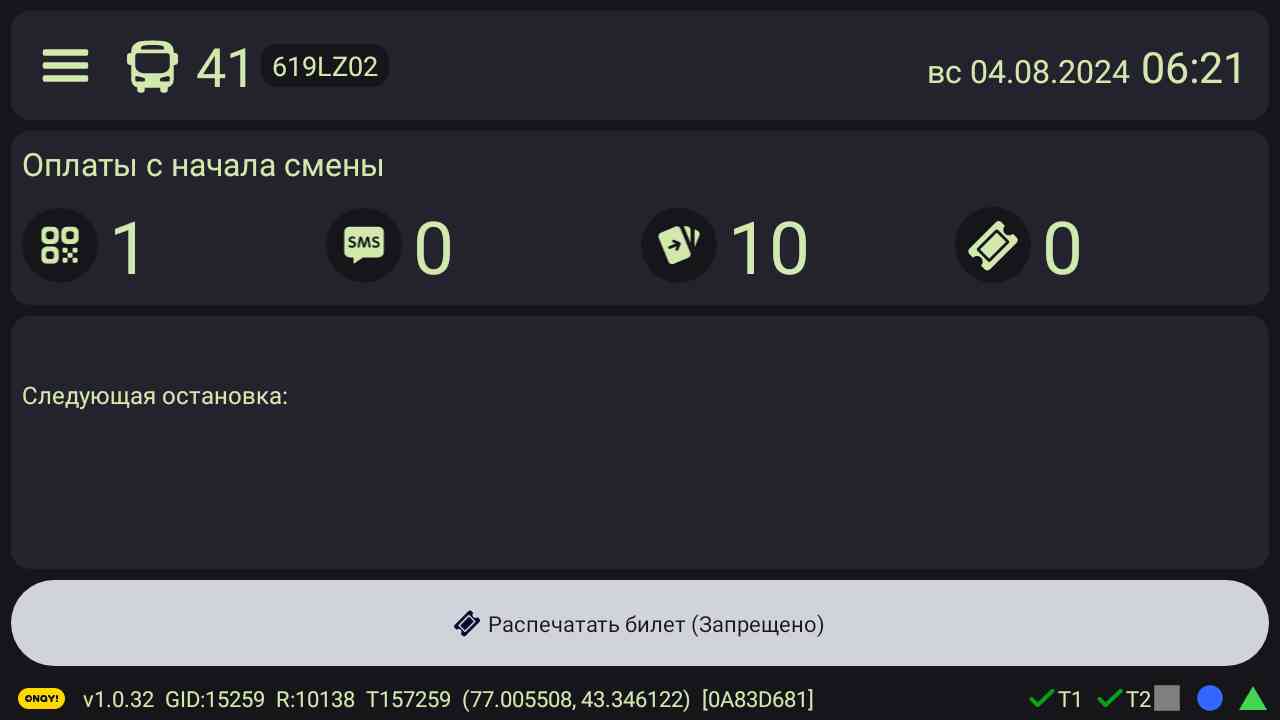 41 619LZ02 вс 04.08.2024 06:21
Оплаты с начала смены
1 SMS 0 10 0
Следующая остановка:
Распечатать билет (Запрещено)
ONAY! v1.0.32 GID:15259 R:10138 T157259 (77.005508, 43.346122) [0A83D681] T1 T2